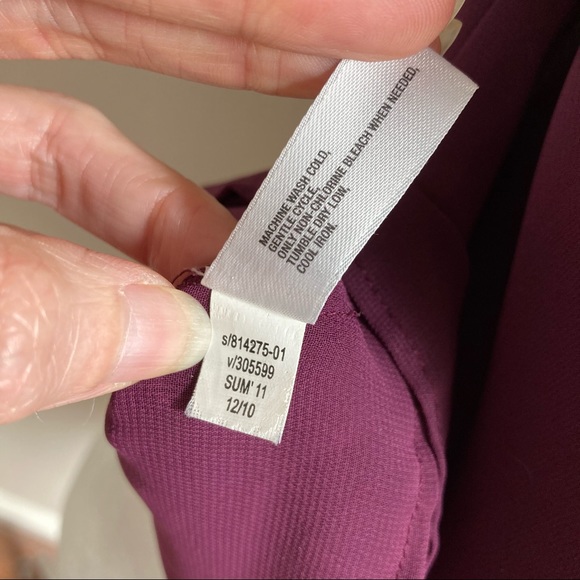 MACHINE WASH COLD,
GENTLE CYCLE,
ONLY NON-CHLORINE BLEACH WHEN NEEDED,
TUMBLE DRY LOW,
COOL IRON.
s/814275-01
v/305599
SUM' 11
12/10